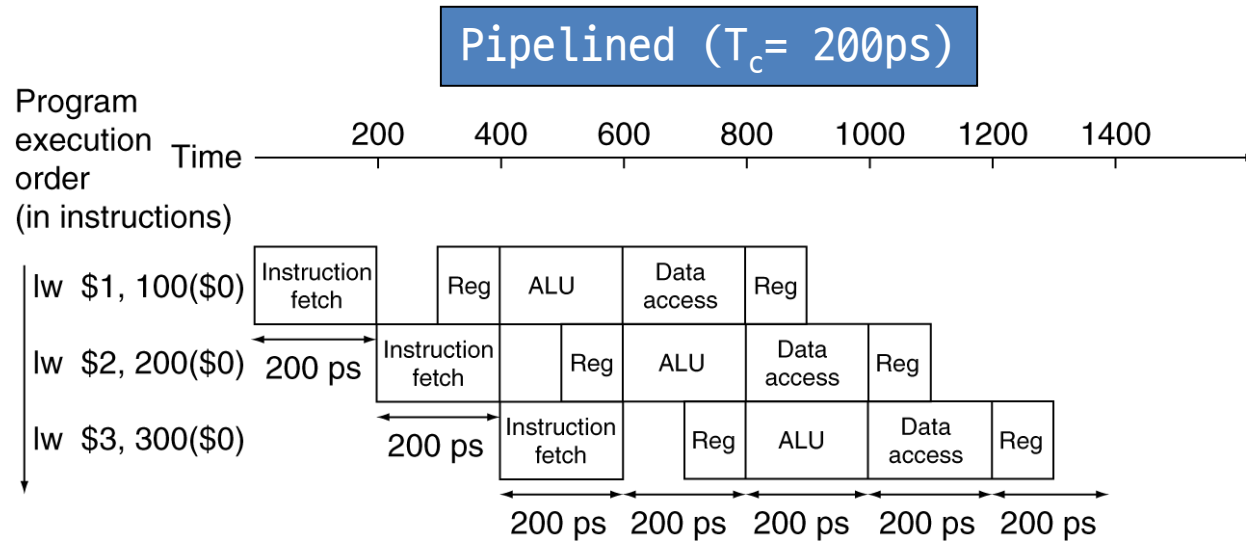 Pipelined (Tc= 200ps)
Program
execution
order
(in instructions)
Time
200 400 600 800 1000 1200 1400
lw $1, 100($0)
Instruction
fetch
Reg
ALU
Data
access
Reg
200 ps
lw $2, 200($0)
Instruction
fetch
Reg
ALU
Data
access
Reg
200 ps
lw $3, 300($0)
Instruction
fetch
Reg
ALU
Data
access
Reg
200 ps 200 ps 200 ps 200 ps 200 ps